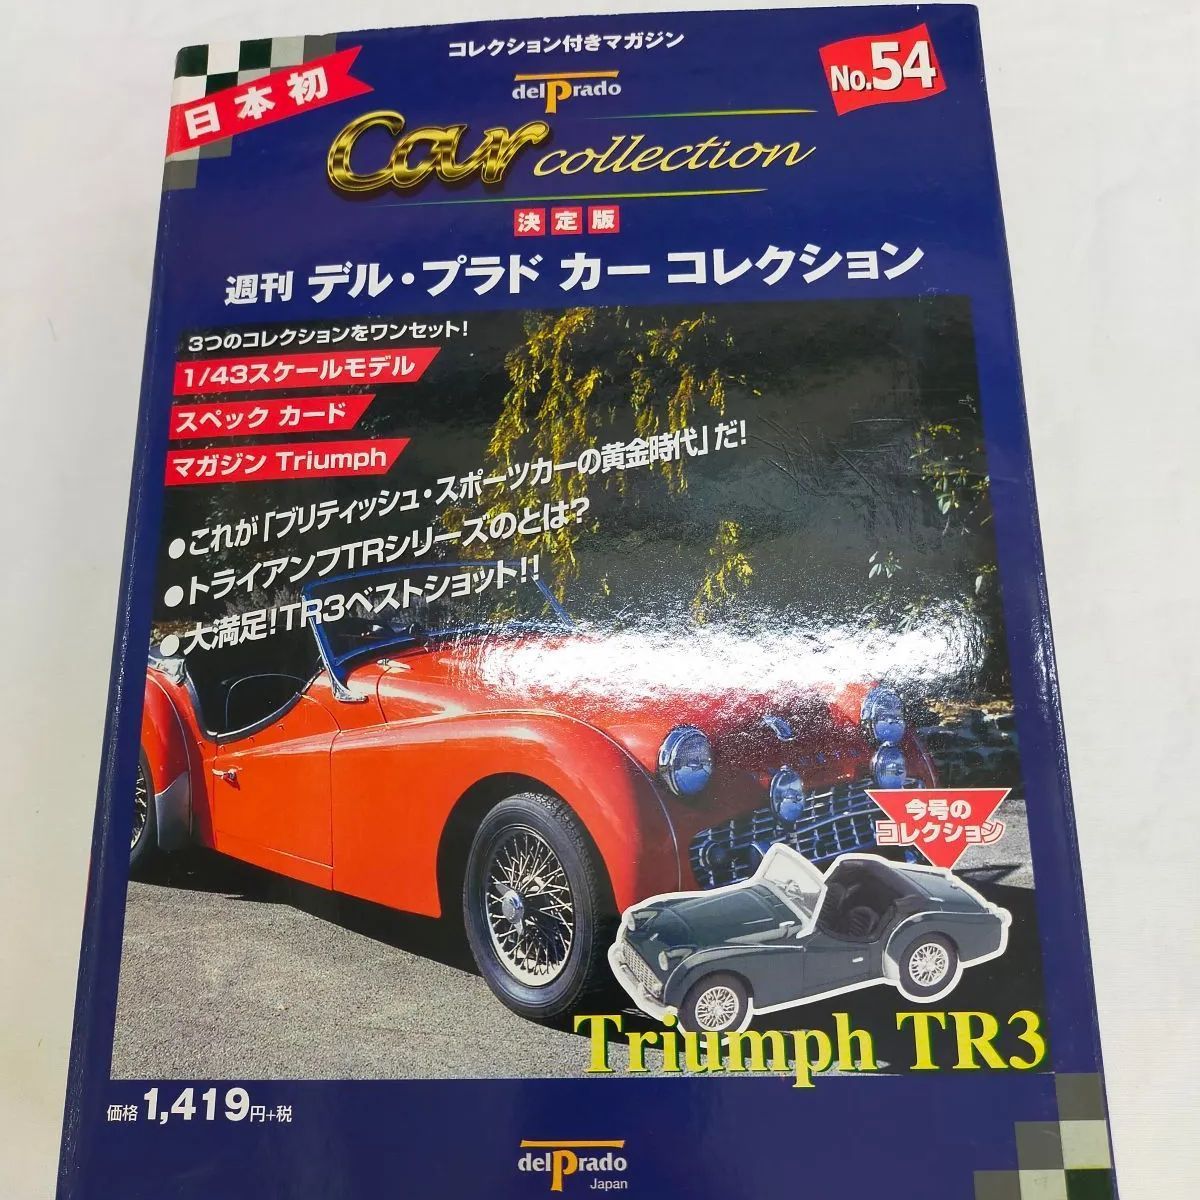 コレクション付きマガジン
No.54
日本初
delPrado
Car collection
決定版
週刊 デル・プラド カー コレクション
3つのコレクションをワンセット!
1/43スケールモデル
スペック カード
マガジン Triumph
●これが「ブリティッシュ・スポーツカーの黄金時代」だ!
●トライアンフTRシリーズのとは?
●大満足!TR3ベストショット!!
今号の
コレクション
Triumph TR3
価格1,419円+税
delPrado
Japan